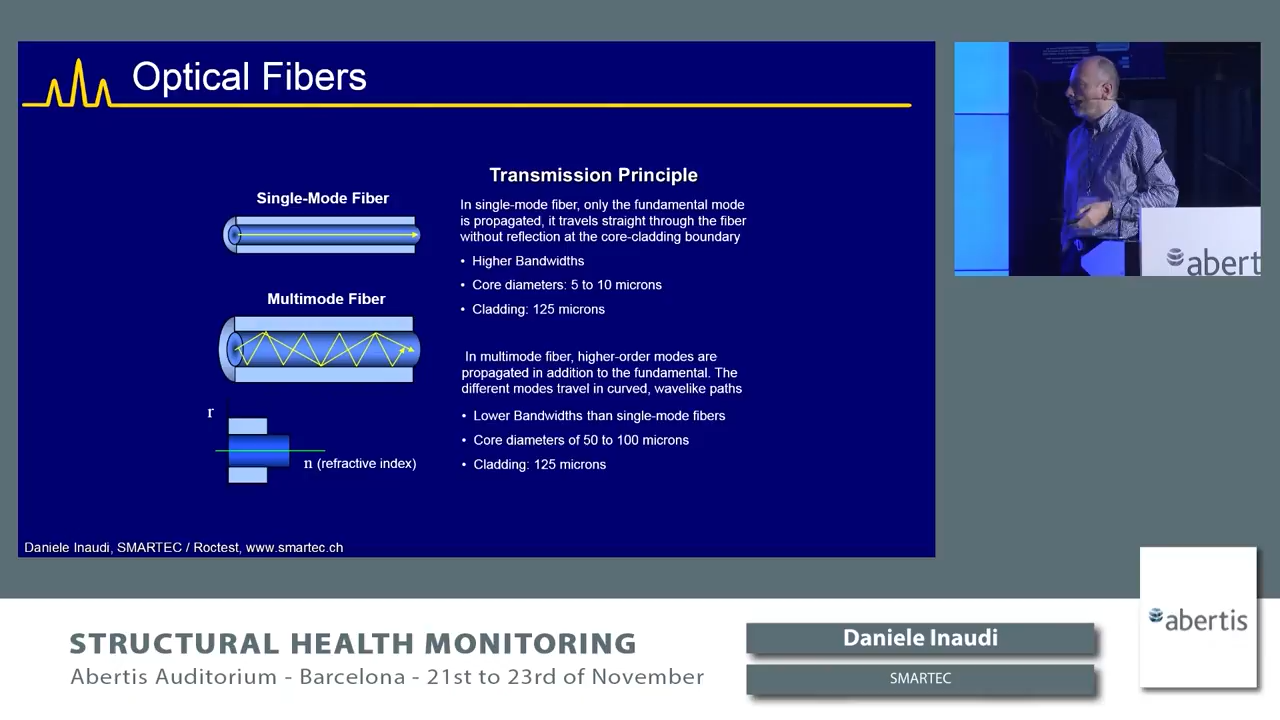 Optical Fibers
Transmission Principle
Single-Mode Fiber
In single-mode fiber, only the fundamental mode
is propagated, it travels straight through the fiber
without reflection at the core-cladding boundary
• Higher Bandwidths
• Core diameters: 5 to 10 microns
• Cladding: 125 microns
Multimode Fiber
In multimode fiber, higher-order modes are
propagated in addition to the fundamental. The
different modes travel in curved, wavelike paths
• Lower Bandwidths than single-mode fibers
• Core diameters of 50 to 100 microns
• Cladding: 125 microns
r
n (refractive index)
Daniele Inaudi, SMARTEC / Roctest, www.smartec.ch
abert
STRUCTURAL HEALTH MONITORING
Abertis Auditorium - Barcelona - 21st to 23rd of November
Daniele Inaudi
SMARTEC
abertis